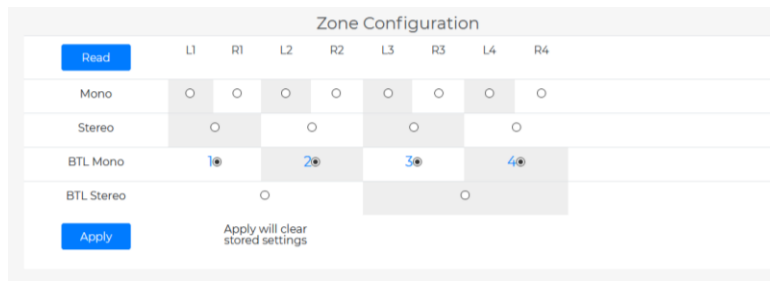 Zone Configuration
Read L1 R1 L2 R2 L3 R3 L4 R4
Mono
Stereo
BTL Mono 1 2 3 4
BTL Stereo
Apply Apply will clear
stored settings